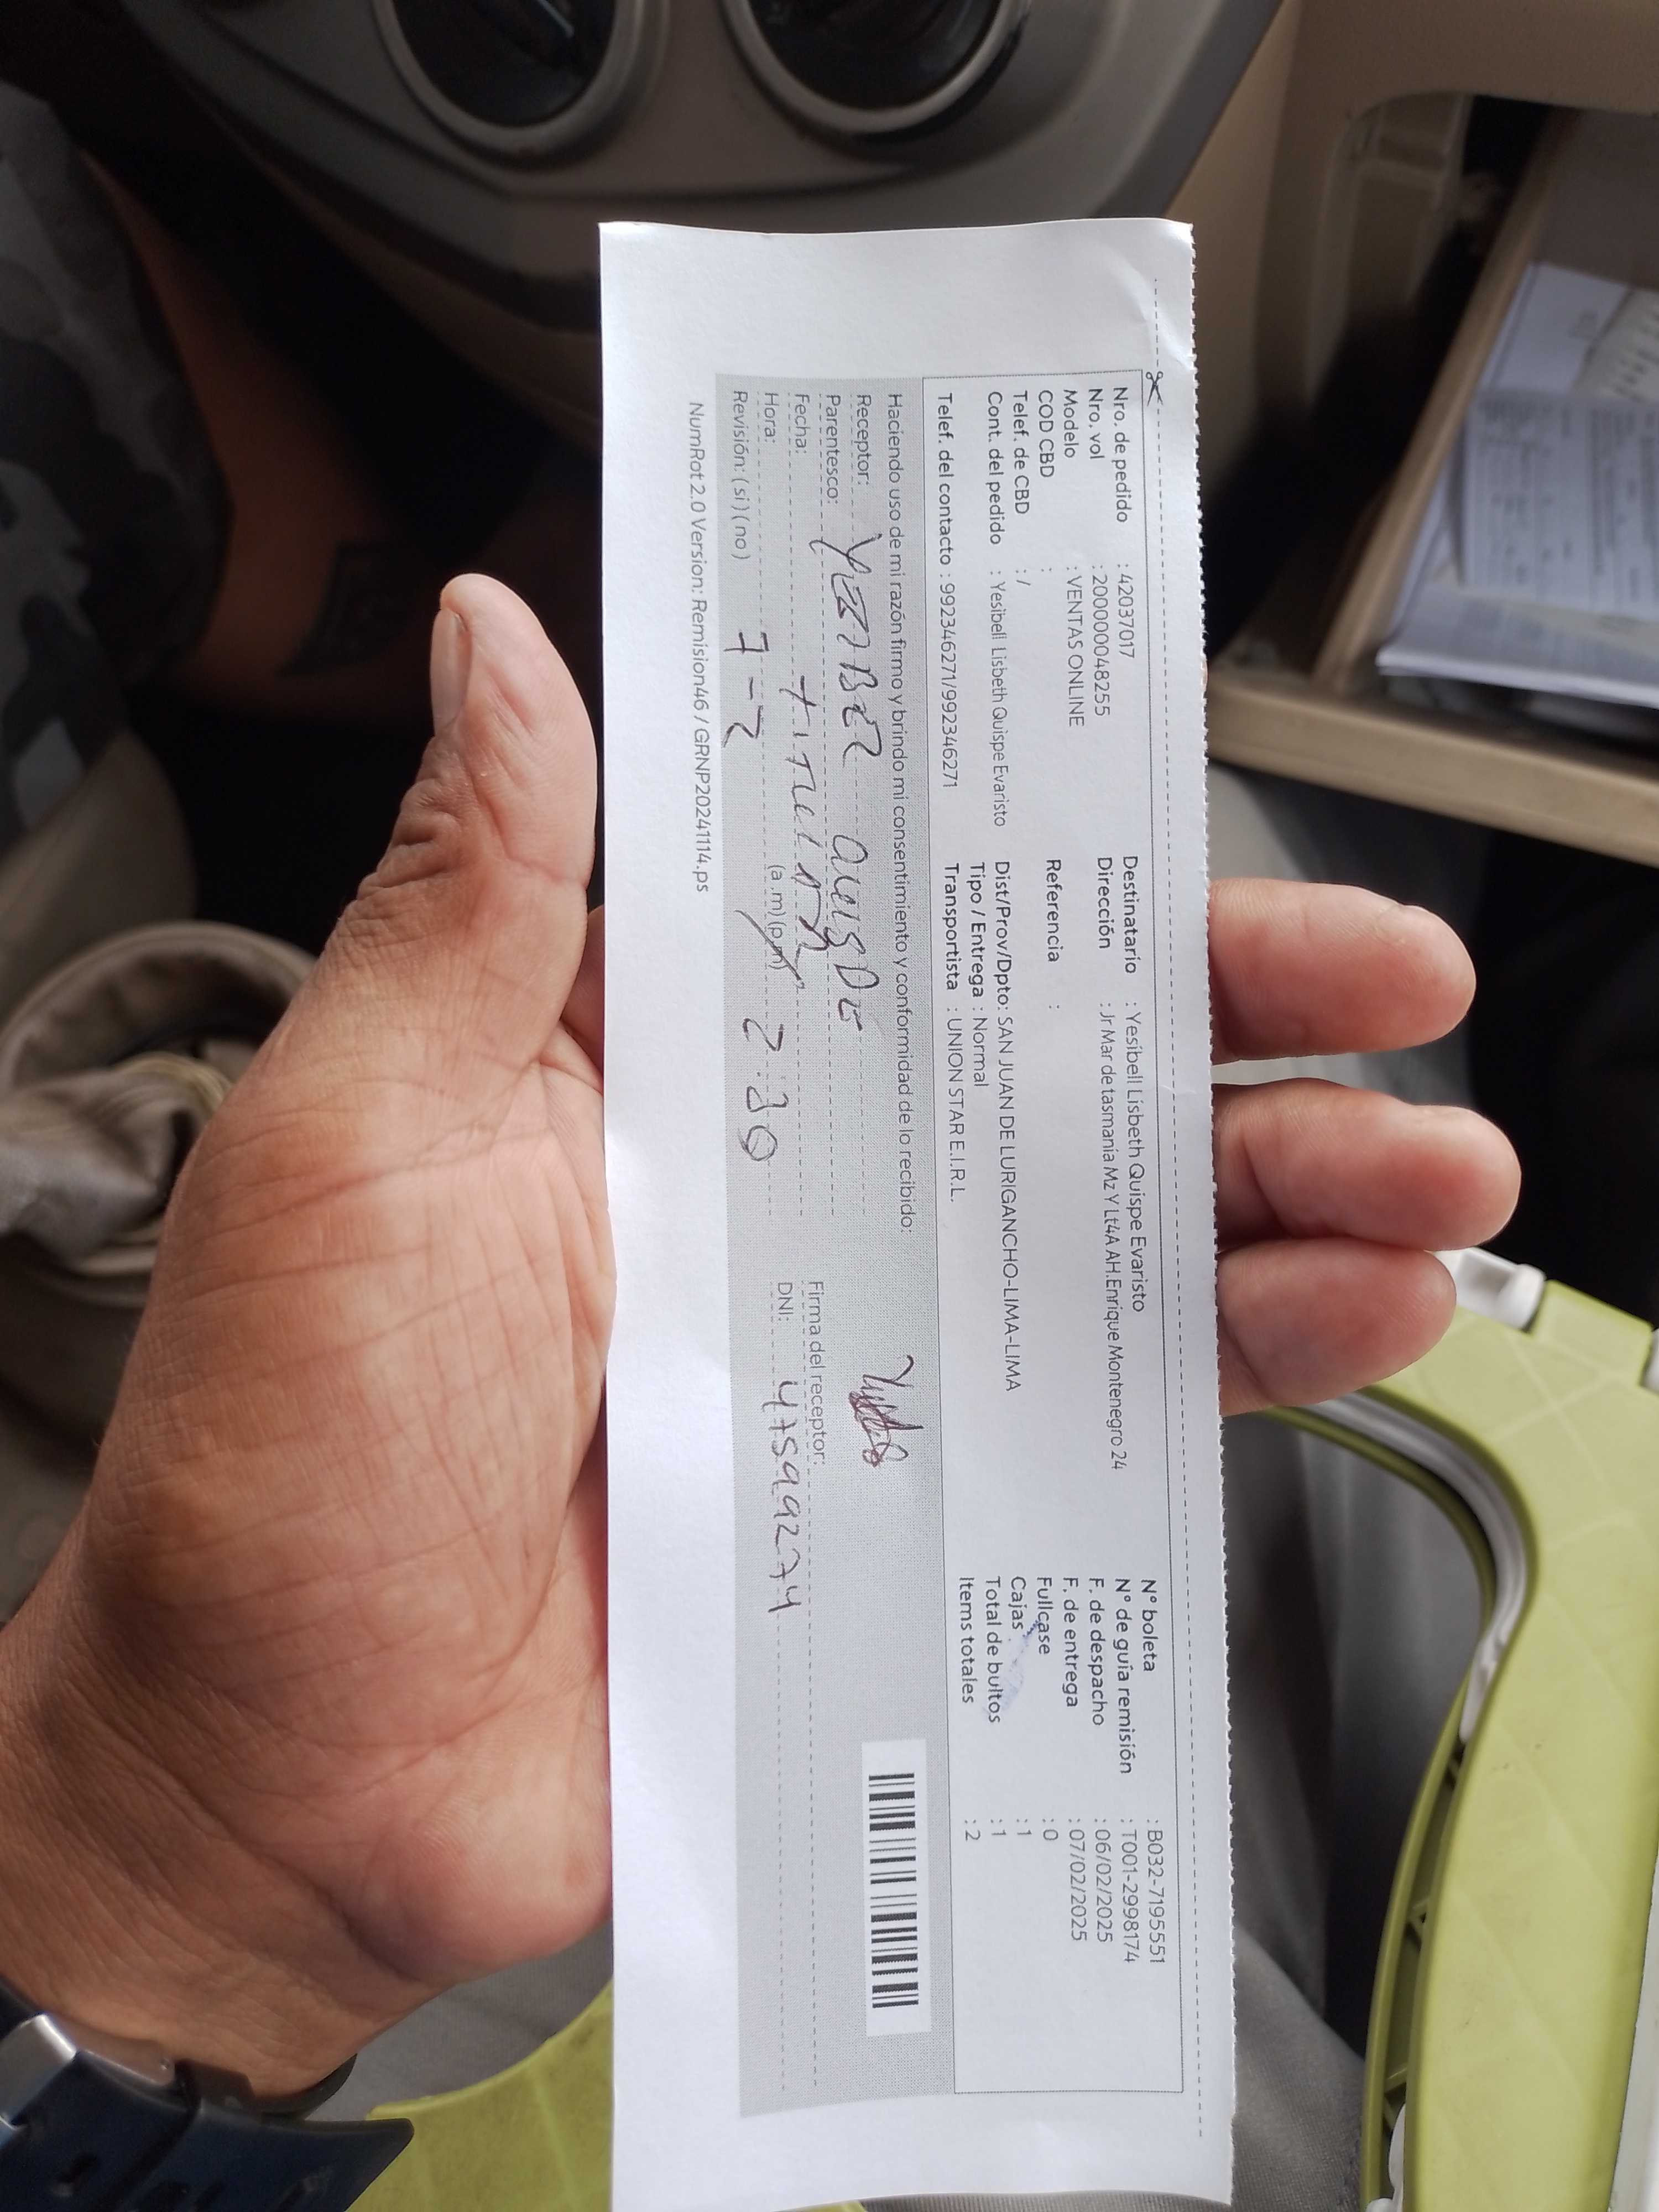 Nro. de pedido : 42037017
Nro. vol : 200000048255
Modelo : VENTAS ONLINE
COD CBD :
Telef. de CBD : /
Cont. del pedido : Yesibell Lisbeth Quispe Evaristo
Telef. del contacto : 992346271/992346271
Destinatario : Yesibell Lisbeth Quispe Evaristo
Dirección : Jr Mar de tasmania Mz Y Lt4A AH.Enrique Montenegro 24
Referencia :
Dist/Prov/Dpto: SAN JUAN DE LURIGANCHO-LIMA-LIMA
Tipo / Entrega : Normal
Transportista : UNION STAR E.I.R.L.
N° boleta : B032-7195551
N° de guía remisión : T001-2998174
F. de despacho : 06/02/2025
F. de entrega : 07/02/2025
Fullcase : 0
Cajas : 1
Total de bultos : 1
Items totales : 2
Haciendo uso de mi razón firmo y brindo mi consentimiento y conformidad de lo recibido:
Receptor:
Parentesco:
Fecha:
Hora: (a.m)(pm)
Revisión: (si)(no) 7-2 2 30
Firma del receptor:
DNI: 47599274
NumRot 2.0 Version: Remision46 / GRNP20241114.ps